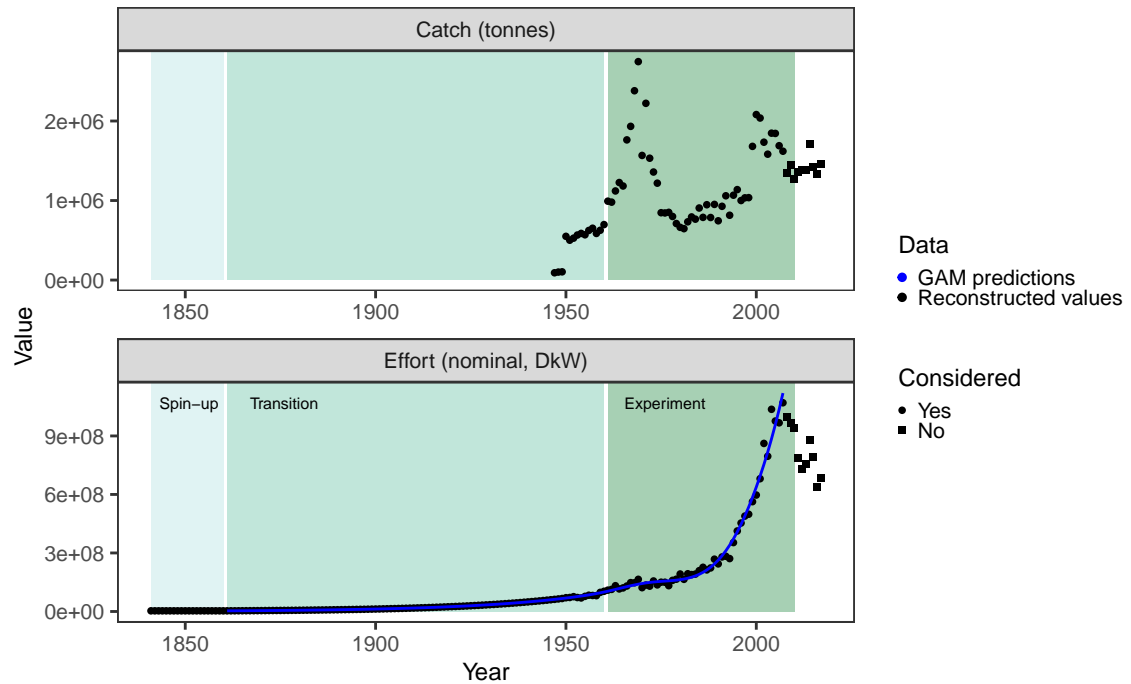 Catch (tonnes)
2e+06
1e+06
0e+00
1850 1900 1950 2000
Value
Effort (nominal, DkW)
Spin−up Transition Experiment
9e+08
6e+08
3e+08
0e+00
1850 1900 1950 2000
Year
Data
GAM predictions
Reconstructed values
Considered
Yes
No